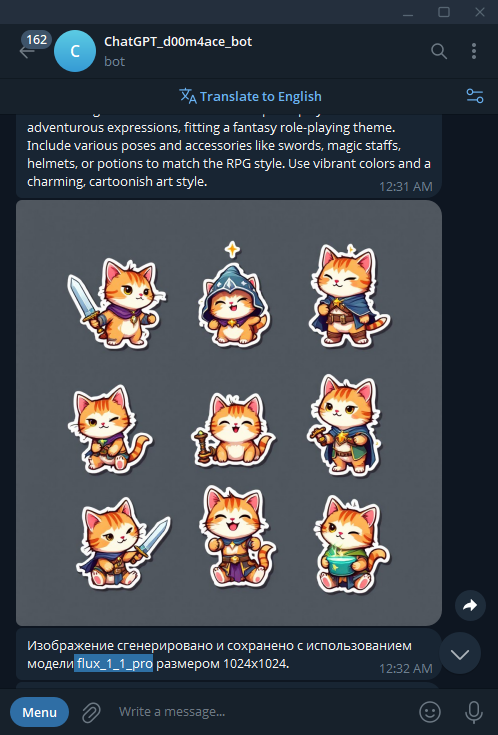 162
C
ChatGPT_d00m4ace_bot
bot
Translate to English
adventurous expressions, fitting a fantasy role-playing theme.
Include various poses and accessories like swords, magic staffs,
helmets, or potions to match the RPG style. Use vibrant colors and a
charming, cartoonish art style.
12:31 AM
Изображение сгенерировано и сохранено с использованием
модели flux_1_1_pro размером 1024x1024.
12:32 AM
Menu
Write a message...